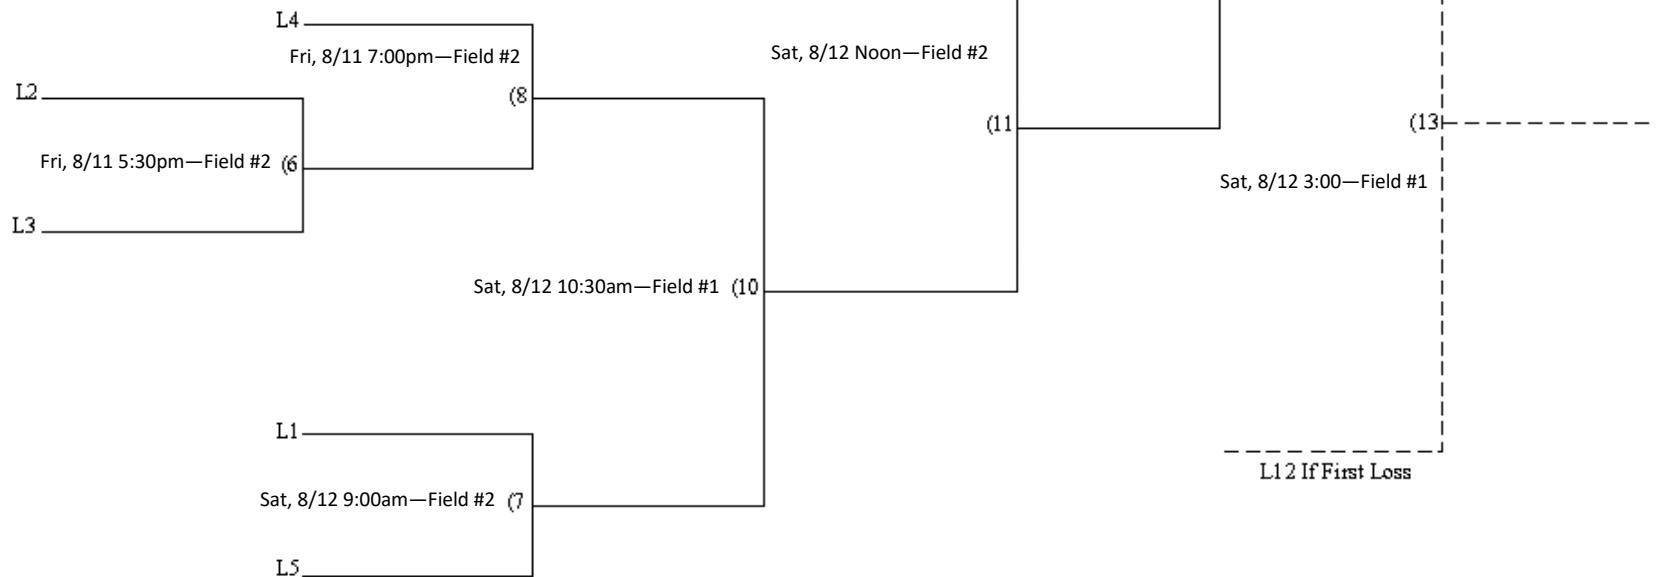 L4
Fri, 8/11 7:00pm—Field #2
Sat, 8/12 Noon—Field #2
L2
(8
(11
(13
Fri, 8/11 5:30pm—Field #2 (6
Sat, 8/12 3:00—Field #1
L3
Sat, 8/12 10:30am—Field #1 (10
L1
L12 If First Loss
Sat, 8/12 9:00am—Field #2 (7
L5